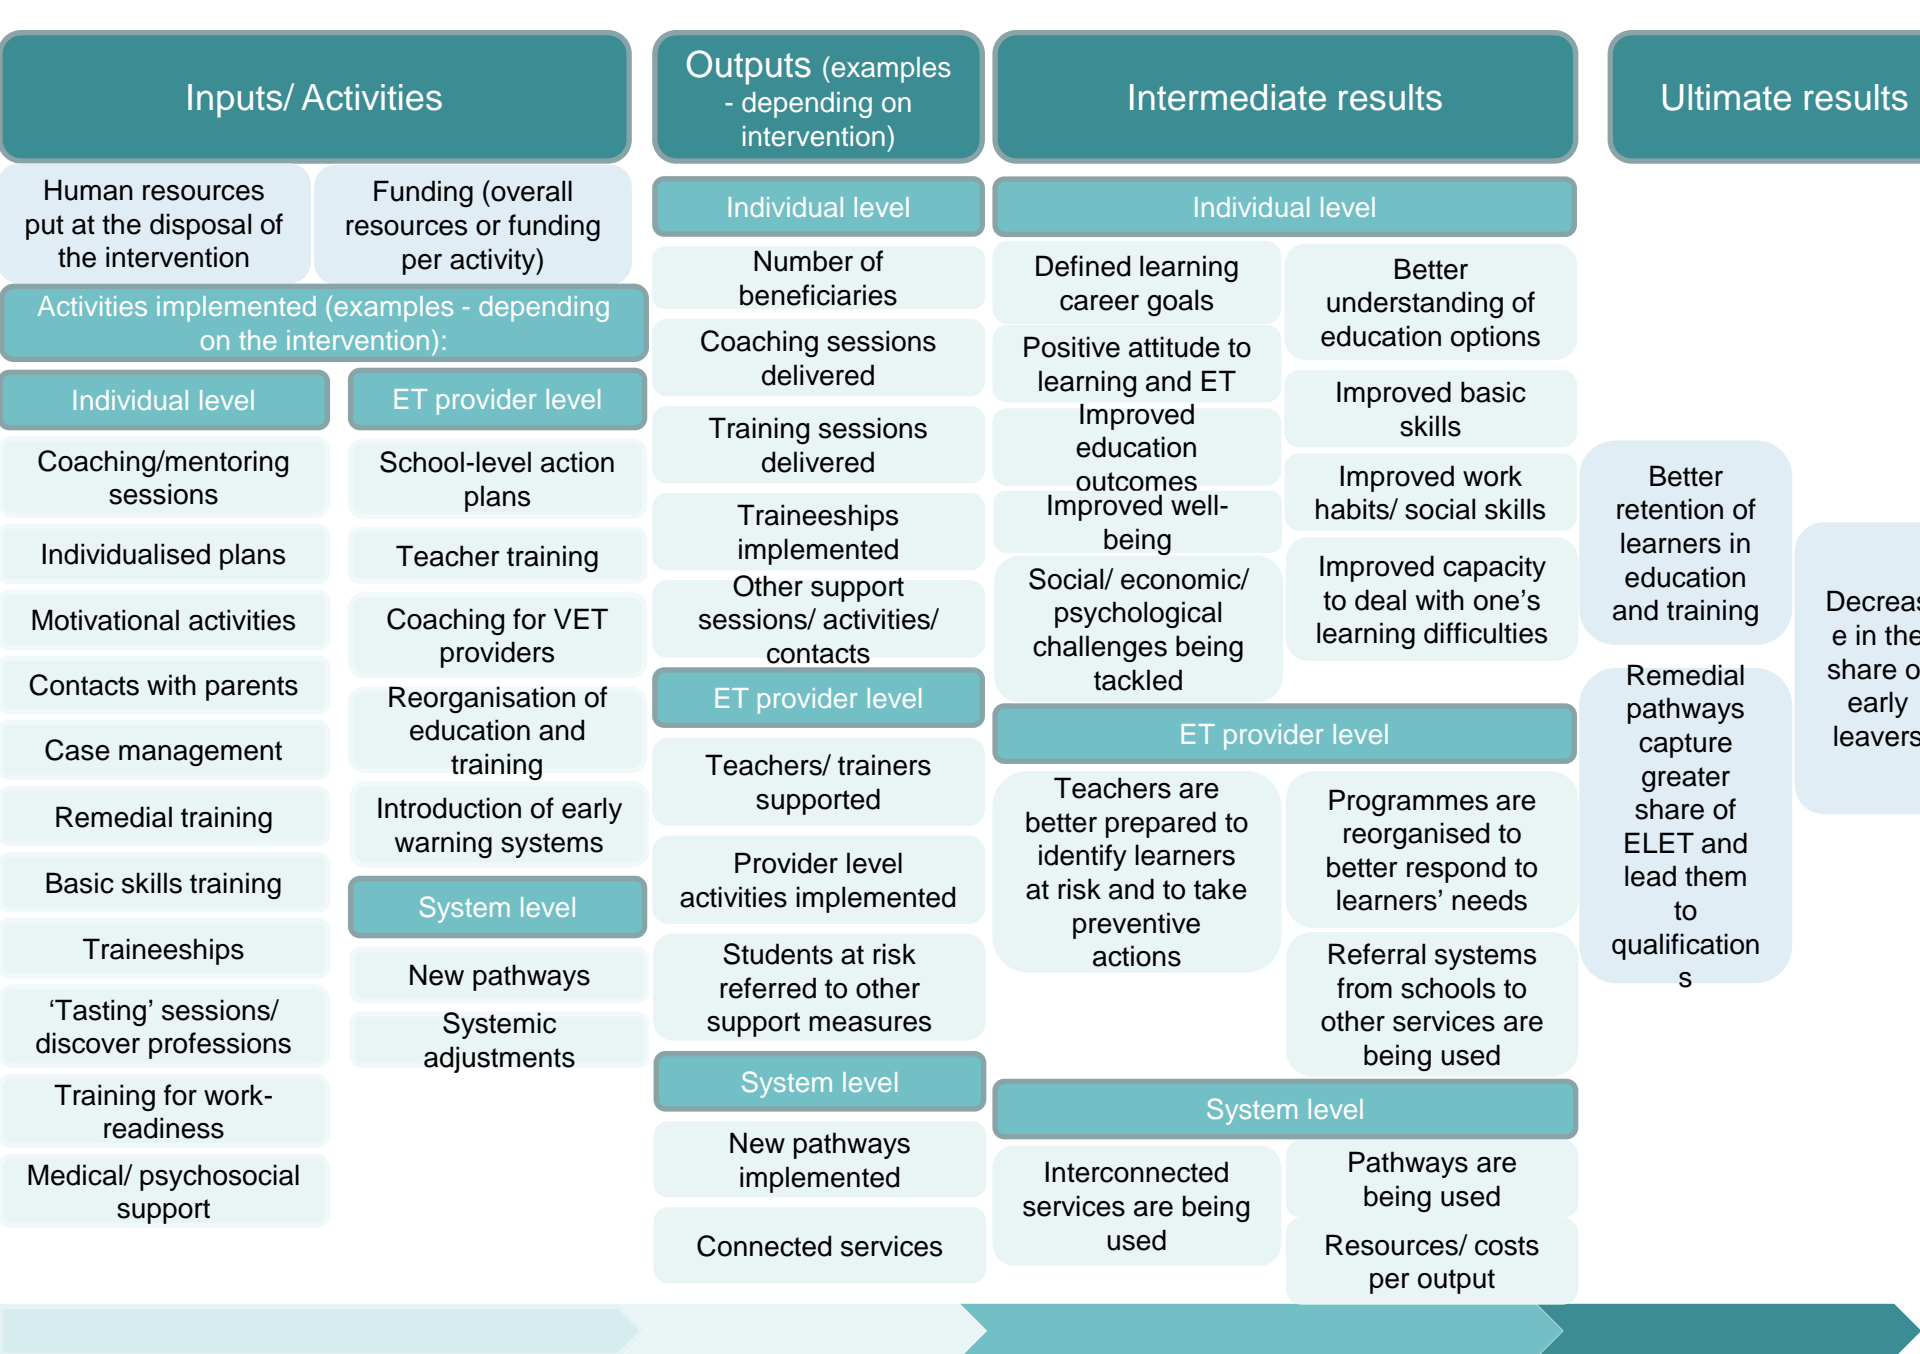 Inputs/ Activities
Human resources
put at the disposal of
the intervention
Funding (overall
resources or funding
per activity)
Activities implemented (examples - depending
on the intervention):
Individual level
Coaching/mentoring
sessions
Individualised plans
Motivational activities
Contacts with parents
Case management
Remedial training
Basic skills training
Traineeships
‘Tasting’ sessions/
discover professions
Training for work-
readiness
Medical/ psychosocial
support
ET provider level
School-level action
plans
Teacher training
Coaching for VET
providers
Reorganisation of
education and
training
Introduction of early
warning systems
System level
New pathways
Systemic
adjustments
Outputs (examples
- depending on
intervention)
Individual level
Number of
beneficiaries
Coaching sessions
delivered
Training sessions
delivered
Traineeships
implemented
Other support
sessions/ activities/
contacts
ET provider level
Teachers/ trainers
supported
Provider level
activities implemented
Students at risk
referred to other
support measures
System level
New pathways
implemented
Connected services
Intermediate results
Individual level
Defined learning
career goals
Positive attitude to
learning and ET
Improved
education
outcomes
Improved well-
being
Social/ economic/
psychological
challenges being
tackled
Better
understanding of
education options
Improved basic
skills
Improved work
habits/ social skills
Improved capacity
to deal with one’s
learning difficulties
ET provider level
Teachers are
better prepared to
identify learners
at risk and to take
preventive
actions
Programmes are
reorganised to
better respond to
learners’ needs
Referral systems
from schools to
other services are
being used
System level
Interconnected
services are being
used
Pathways are
being used
Resources/ costs
per output
Ultimate results
Better
retention of
learners in
education
and training
Remedial
pathways
capture
greater
share of
ELET and
lead them
to
qualification
s
Decreas
e in the
share o
early
leavers